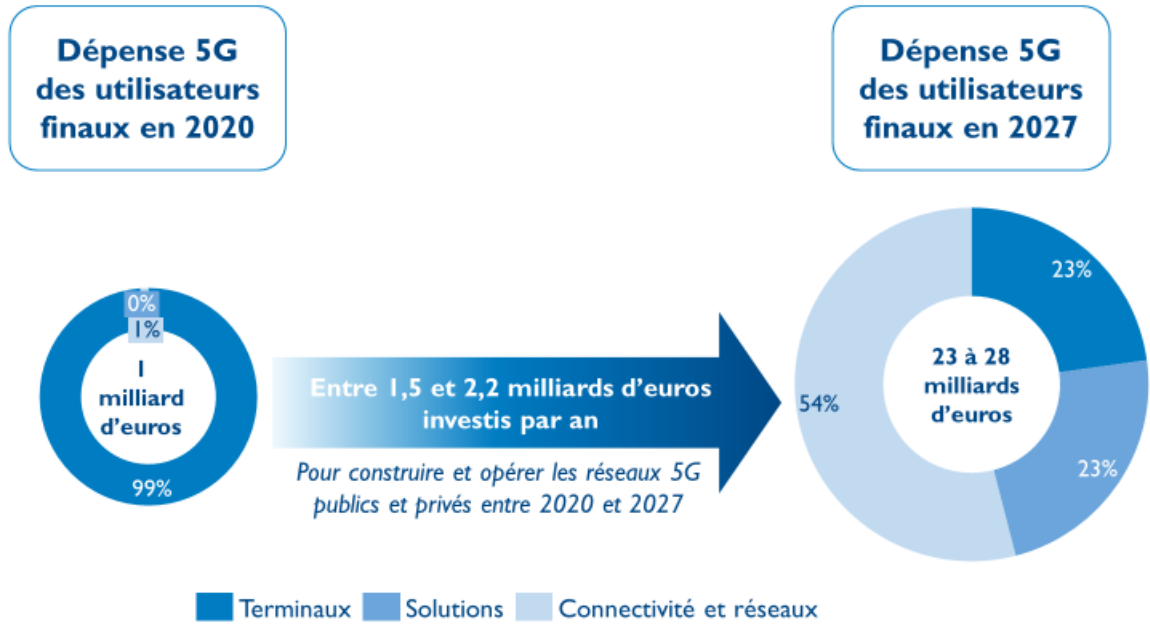 Dépense 5G
des utilisateurs
finaux en 2020
Dépense 5G
des utilisateurs
finaux en 2027
0%
1%
1
milliard
d’euros
99%
Entre 1,5 et 2,2 milliards d’euros
investis par an
Pour construire et opérer les réseaux 5G
publics et privés entre 2020 et 2027
23%
23 à 28
milliards
d’euros
54%
23%
Terminaux
Solutions
Connectivité et réseaux